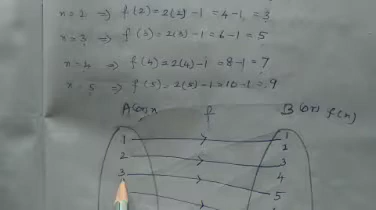 x=2 => f(2)=2(2)-1=4-1=3
x=3 => f(3)=2(3)-1=6-1=5
x=4 => f(4)=2(4)-1=8-1=7
x=5 => f(5)=2(5)-1=10-1=9
A(or)x f B(or) f(x)
1 1
2 2
3 3
4
5